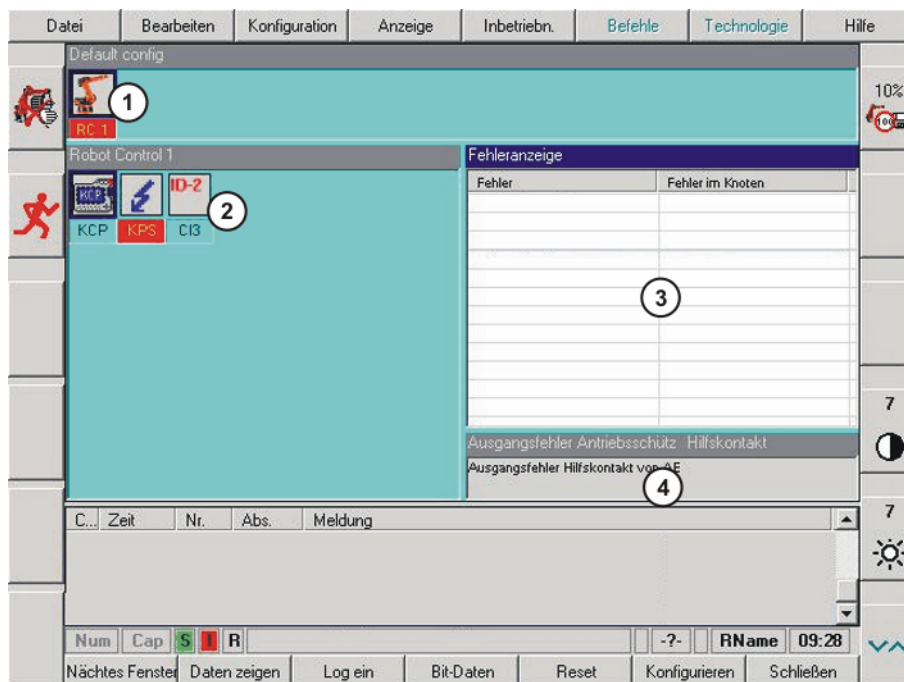 Datei Bearbeiten Konfiguration Anzeige Inbetriebn. Befehle Technologie Hilfe
Default config
1
RC 1
10%
100
Robot Control 1
Fehleranzeige
Fehler Fehler im Knoten
KCP ID-2
2
KCP KPS CI3
3
7
Ausgangsfehler Antriebsschütz Hilfskontakt
Ausgangsfehler Hilfskontakt von AE
4
C... Zeit Nr. Abs. Meldung
7
Num Cap S I R -?- RName 09:28
Nächtes Fenster Daten zeigen Log ein Bit-Daten Reset Konfigurieren Schließen